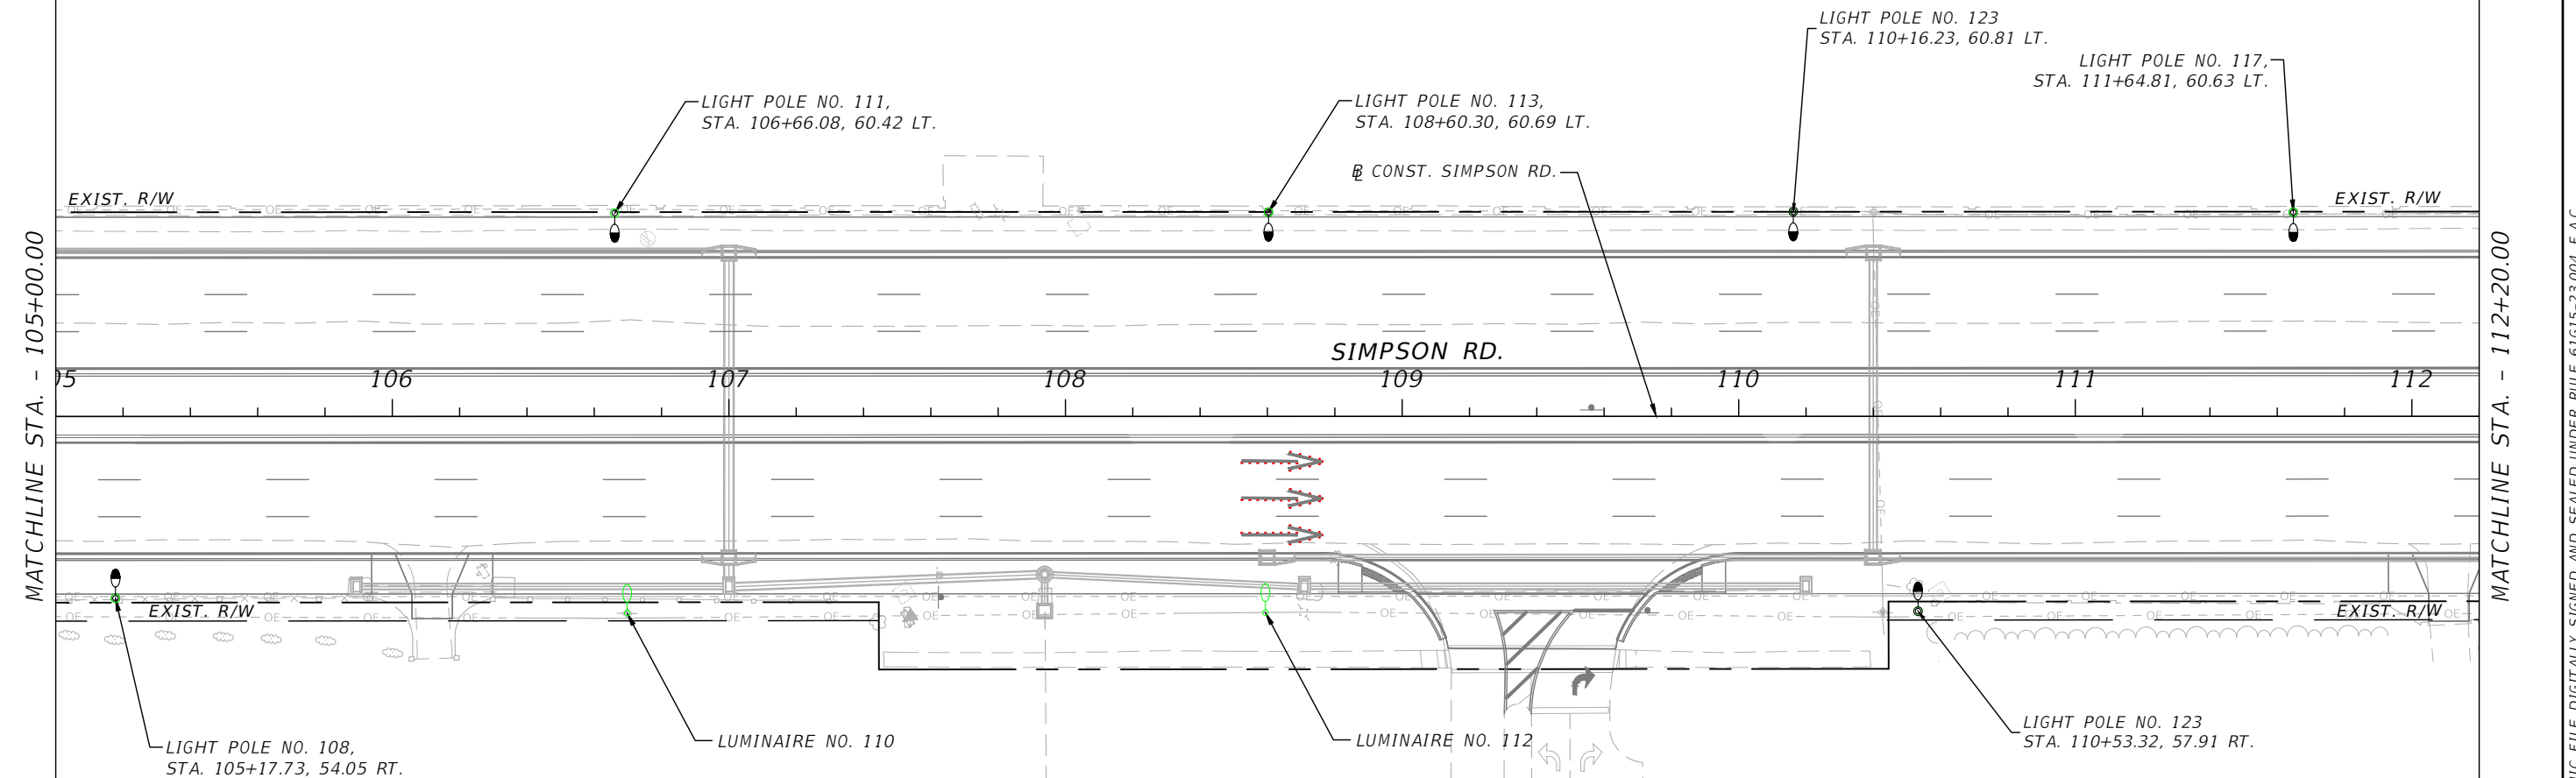 LIGHT POLE NO. 123
STA. 110+16.23, 60.81 LT.
LIGHT POLE NO. 117,
STA. 111+64.81, 60.63 LT.
LIGHT POLE NO. 111,
STA. 106+66.08, 60.42 LT.
LIGHT POLE NO. 113,
STA. 108+60.30, 60.69 LT.
BL CONST. SIMPSON RD.
EXIST. R/W
EXIST. R/W
MATCHLINE STA. - 105+00.00
MATCHLINE STA. - 112+20.00
SIMPSON RD.
05
106
107
108
109
110
111
112
EXIST. R/W
EXIST. R/W
LUMINAIRE NO. 110
LUMINAIRE NO. 112
LIGHT POLE NO. 123
STA. 110+53.32, 57.91 RT.
LIGHT POLE NO. 108,
STA. 105+17.73, 54.05 RT.